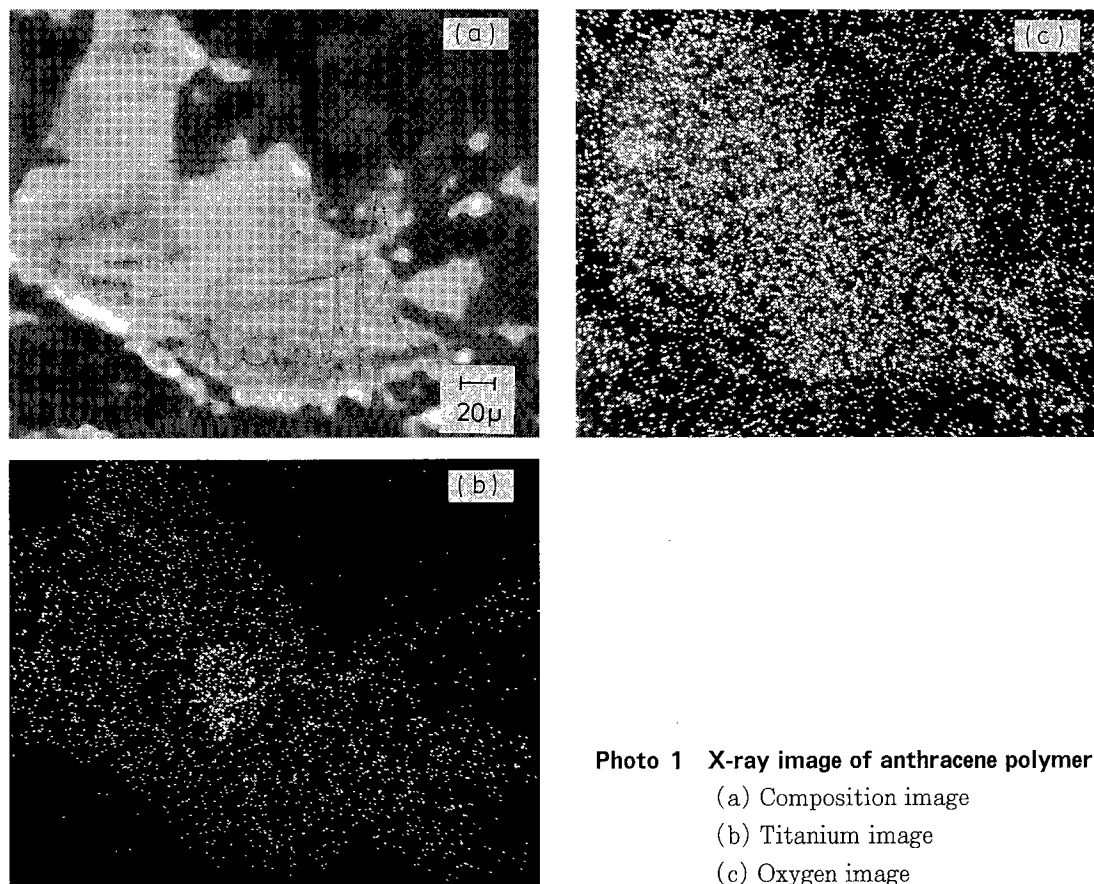 (a)
20μ
(c)
(b)
Photo 1 X-ray image of anthracene polymer
(a) Composition image
(b) Titanium image
(c) Oxygen image